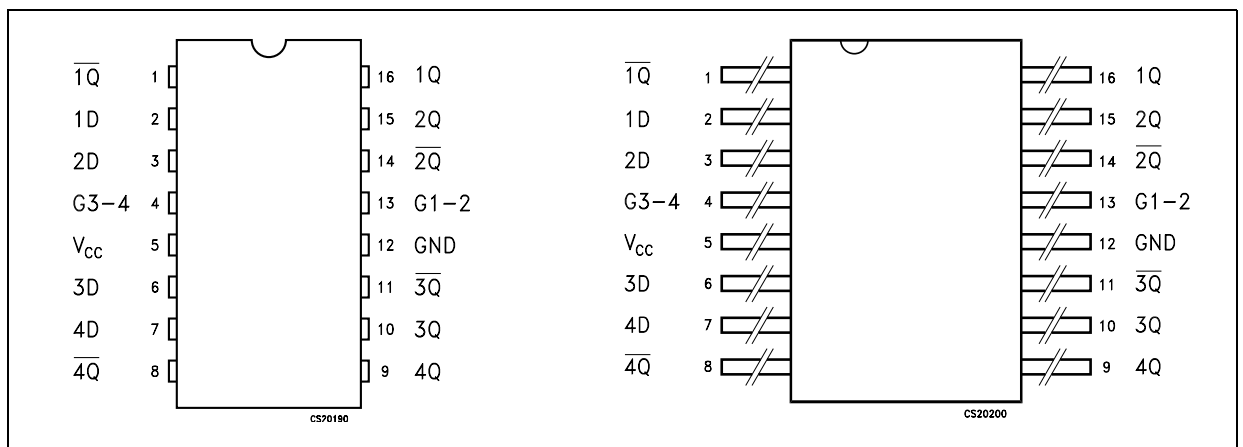 1Q̅ 1 16 1Q
1D 2 15 2Q
2D 3 14 2Q̅
G3-4 4 13 G1-2
VCC 5 12 GND
3D 6 11 3Q̅
4D 7 10 3Q
4Q̅ 8 9 4Q
CS20190
1Q̅ 1 16 1Q
1D 2 15 2Q
2D 3 14 2Q̅
G3-4 4 13 G1-2
VCC 5 12 GND
3D 6 11 3Q̅
4D 7 10 3Q
4Q̅ 8 9 4Q
CS20200